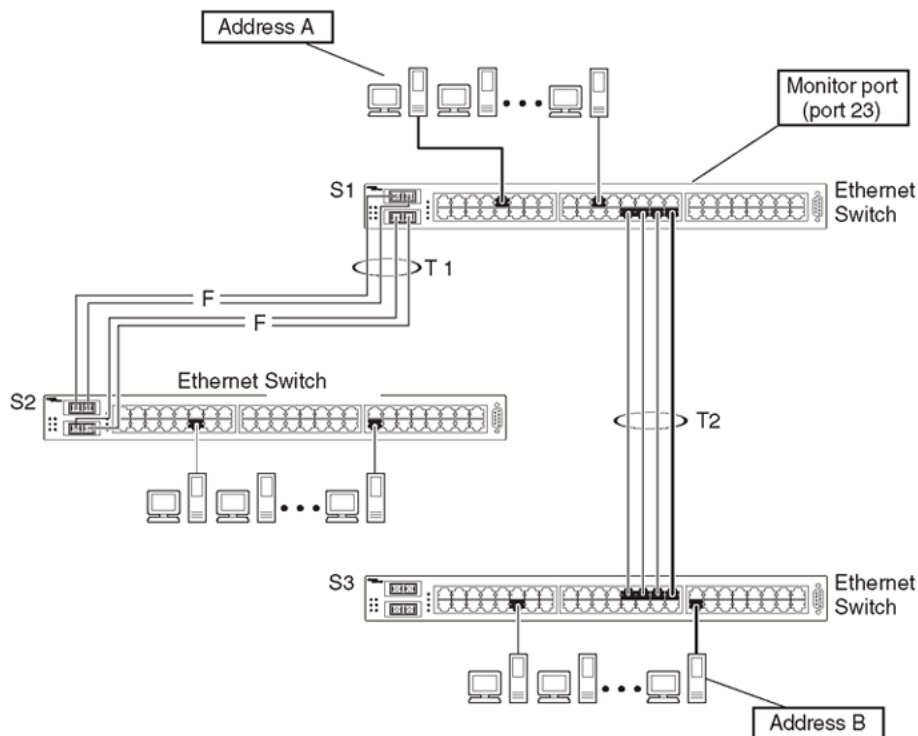 Address A
Monitor port
(port 23)
S1
Ethernet
Switch
T 1
F
F
Ethernet Switch
S2
T2
S3
Ethernet
Switch
Address B